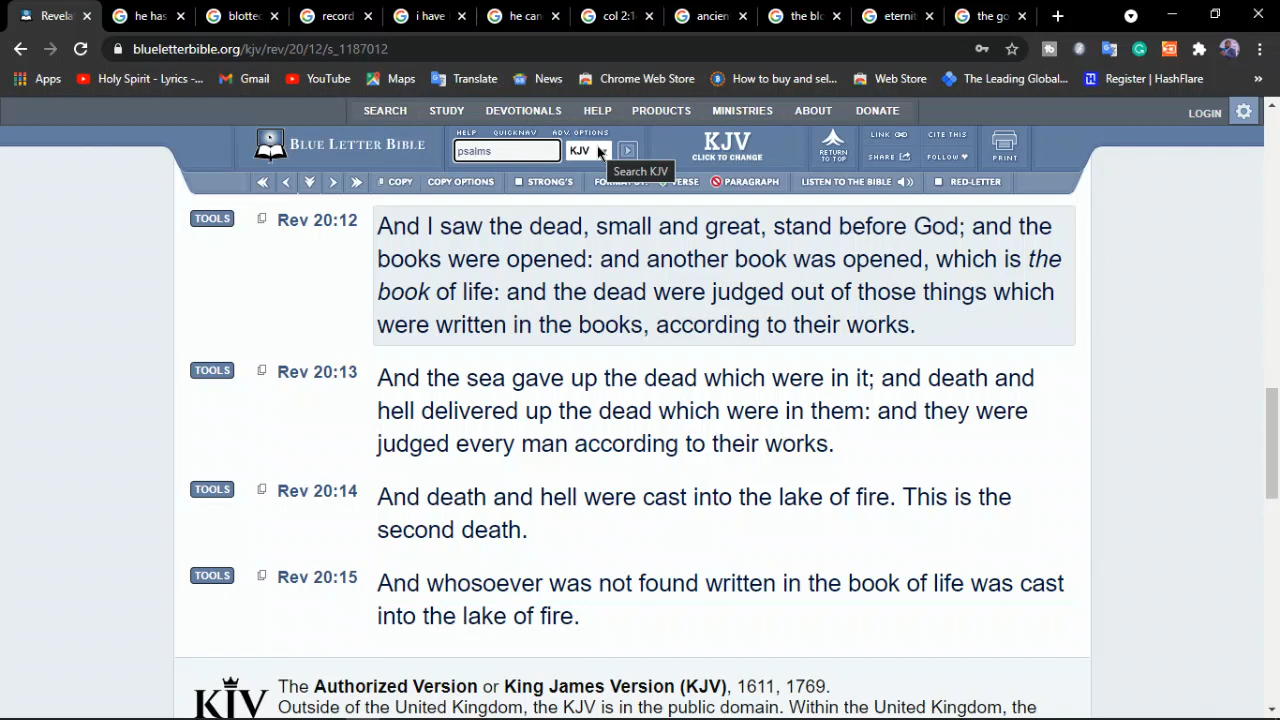 Revela
he has
blotte
record
i have
he can
col 2:1
ancien
the blo
eternit
the go
blueletterbible.org/kjv/rev/20/12/s_1187012
Apps
Holy Spirit - Lyrics -...
Gmail
YouTube
Maps
Translate
News
Chrome Web Store
How to buy and sel...
Web Store
The Leading Global...
Register | HashFlare
»
SEARCH STUDY DEVOTIONALS HELP PRODUCTS MINISTRIES ABOUT DONATE
LOGIN
BLUE LETTER BIBLE
HELP QUICKNAV ADV. OPTIONS
psalms KJV
Search KJV
KJV
CLICK TO CHANGE
RETURN
TO TOP
LINK CITE THIS
SHARE FOLLOW
PRINT
COPY COPY OPTIONS STRONG'S FORMAT BY: VERSE PARAGRAPH LISTEN TO THE BIBLE RED-LETTER
TOOLS Rev 20:12 And I saw the dead, small and great, stand before God; and the
books were opened: and another book was opened, which is the
book of life: and the dead were judged out of those things which
were written in the books, according to their works.
TOOLS Rev 20:13 And the sea gave up the dead which were in it; and death and
hell delivered up the dead which were in them: and they were
judged every man according to their works.
TOOLS Rev 20:14 And death and hell were cast into the lake of fire. This is the
second death.
TOOLS Rev 20:15 And whosoever was not found written in the book of life was cast
into the lake of fire.
KJV
The Authorized Version or King James Version (KJV), 1611, 1769.
Outside of the United Kingdom, the KJV is in the public domain. Within the United Kingdom, the